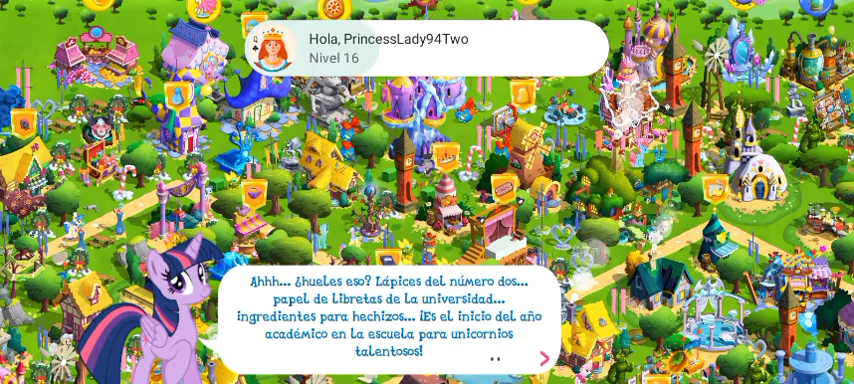 Hola, PrincessLady94Two
Nivel 16
Ahhh... ¿hueles eso? Lápices del número dos...
papel de libretas de la universidad...
ingredientes para hechizos... ¡Es el inicio del año
académico en la escuela para unicornios
talentosos!